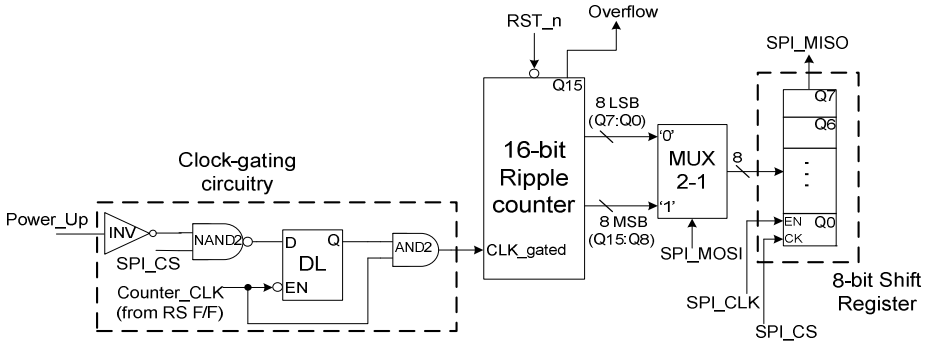 RST_n
Overflow
Q15
16-bit
Ripple
counter
CLK_gated
8 LSB
(Q7:Q0)
8 MSB
(Q15:Q8)
'0'
MUX
2-1
'1'
SPI_MOSI
8
SPI_MISO
Q7
Q6
Q0
EN
CK
SPI_CLK
SPI_CS
8-bit Shift
Register
Clock-gating
circuitry
Power_Up
INV
SPI_CS
NAND2
D
Q
DL
EN
AND2
Counter_CLK
(from RS F/F)